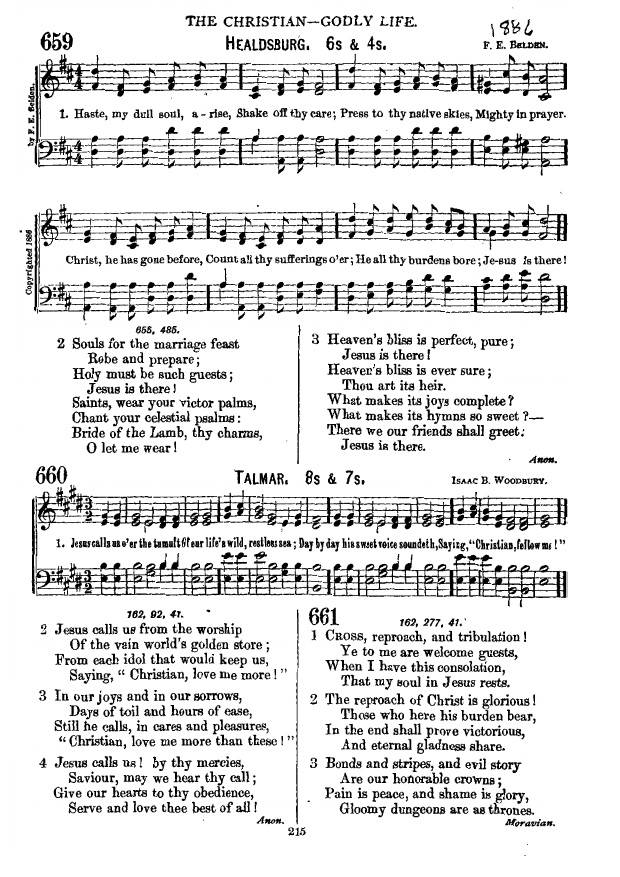 THE CHRISTIAN—GODLY LIFE.
1886
659
HEALDSBURG. 6s & 4s.
F. E. BELDEN.
by F. E. Belden.
1. Haste, my dull soul, a - rise, Shake off thy care; Press to thy native skies, Mighty in prayer.
Copyrighted 1886
Christ, he has gone before, Count all thy sufferings o'er; He all thy burdens bore; Je-sus is there!
655, 485.
2 Souls for the marriage feast
Robe and prepare;
Holy must be such guests;
Jesus is there!
Saints, wear your victor palms,
Chant your celestial psalms:
Bride of the Lamb, thy charms,
O let me wear!
3 Heaven's bliss is perfect, pure;
Jesus is there!
Heaven's bliss is ever sure;
Thou art its heir.
What makes its joys complete?
What makes its hymns so sweet?—
There we our friends shall greet:
Jesus is there.
Anon.
660
TALMAR. 8s & 7s.
ISAAC B. WOODBURY.
1. Jesus calls us o'er the tumult Of our life's wild, restless sea; Day by day his sweet voice soundeth, Saying, "Christian, follow me!"
162, 92, 41.
2 Jesus calls us from the worship
Of the vain world's golden store;
From each idol that would keep us,
Saying, "Christian, love me more!"
3 In our joys and in our sorrows,
Days of toil and hours of ease,
Still he calls, in cares and pleasures,
"Christian, love me more than these!"
4 Jesus calls us! by thy mercies,
Saviour, may we hear thy call;
Give our hearts to thy obedience,
Serve and love thee best of all!
Anon.
661
162, 277, 41.
1 CROSS, reproach, and tribulation!
Ye to me are welcome guests,
When I have this consolation,
That my soul in Jesus rests.
2 The reproach of Christ is glorious!
Those who here his burden bear,
In the end shall prove victorious,
And eternal gladness share.
3 Bonds and stripes, and evil story
Are our honorable crowns;
Pain is peace, and shame is glory,
Gloomy dungeons are as thrones.
Moravian.
215